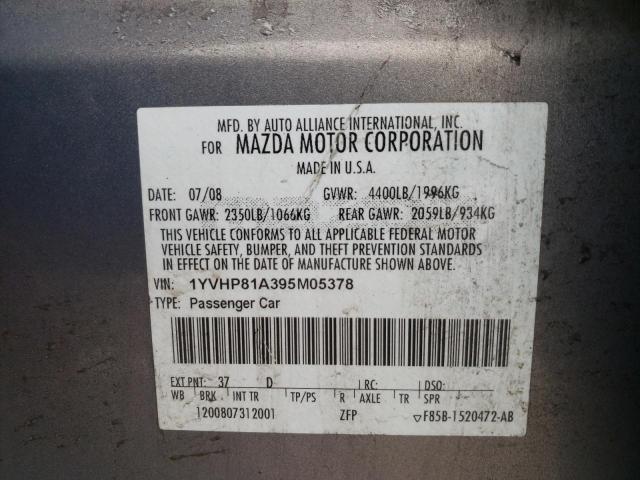 MFD. BY AUTO ALLIANCE INTERNATIONAL, INC.
FOR MAZDA MOTOR CORPORATION
MADE IN U.S.A.
DATE: 07/08 GVWR: 4400LB/1996KG
FRONT GAWR: 2350LB/1066KG REAR GAWR: 2059LB/934KG
THIS VEHICLE CONFORMS TO ALL APPLICABLE FEDERAL MOTOR
VEHICLE SAFETY, BUMPER, AND THEFT PREVENTION STANDARDS
IN EFFECT ON THE DATE OF MANUFACTURE SHOWN ABOVE.
VIN: 1YVHP81A395M05378
TYPE: Passenger Car
EXT PNT: 37 D RC: DSO:
WB BRK INT TR TP/PS R AXLE TR SPR
1200807312001 ZFP ▽F85B-1520472-AB